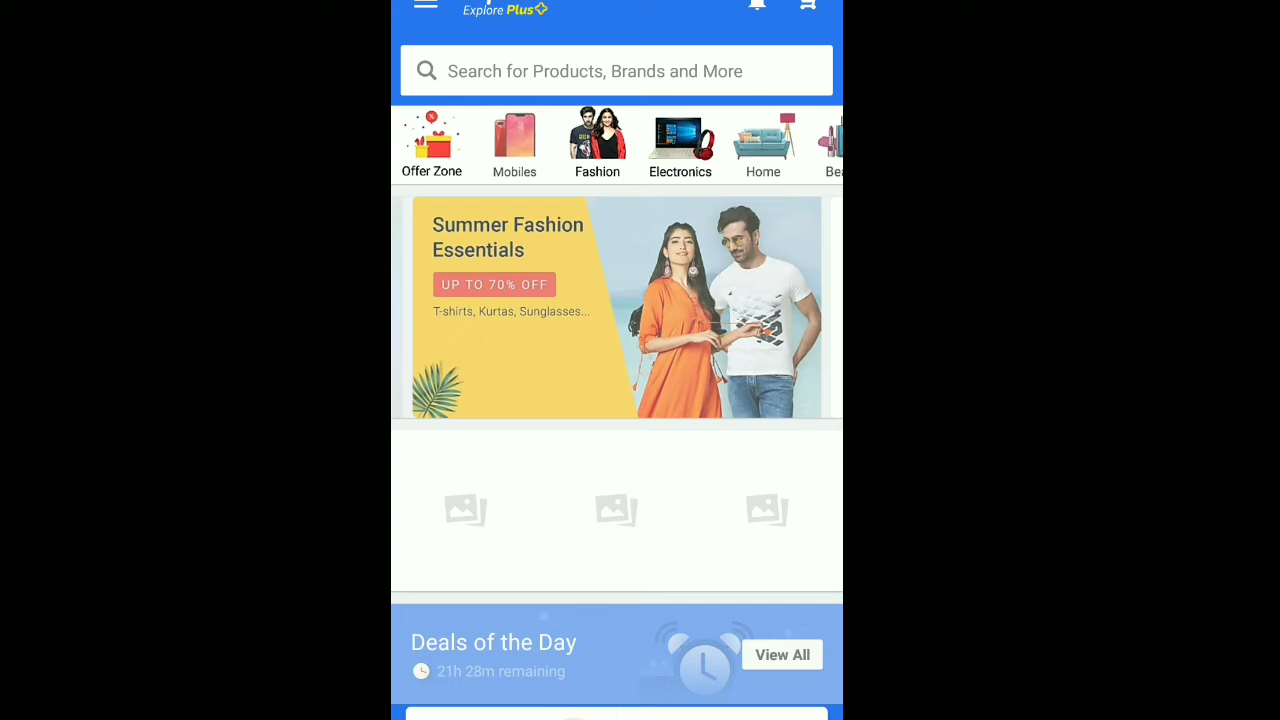 Explore Plus
Search for Products, Brands and More
Offer Zone
Mobiles
Fashion
Electronics
Home
Summer Fashion
Essentials
UP TO 70% OFF
T-shirts, Kurtas, Sunglasses...
Deals of the Day
View All
21h 28m remaining